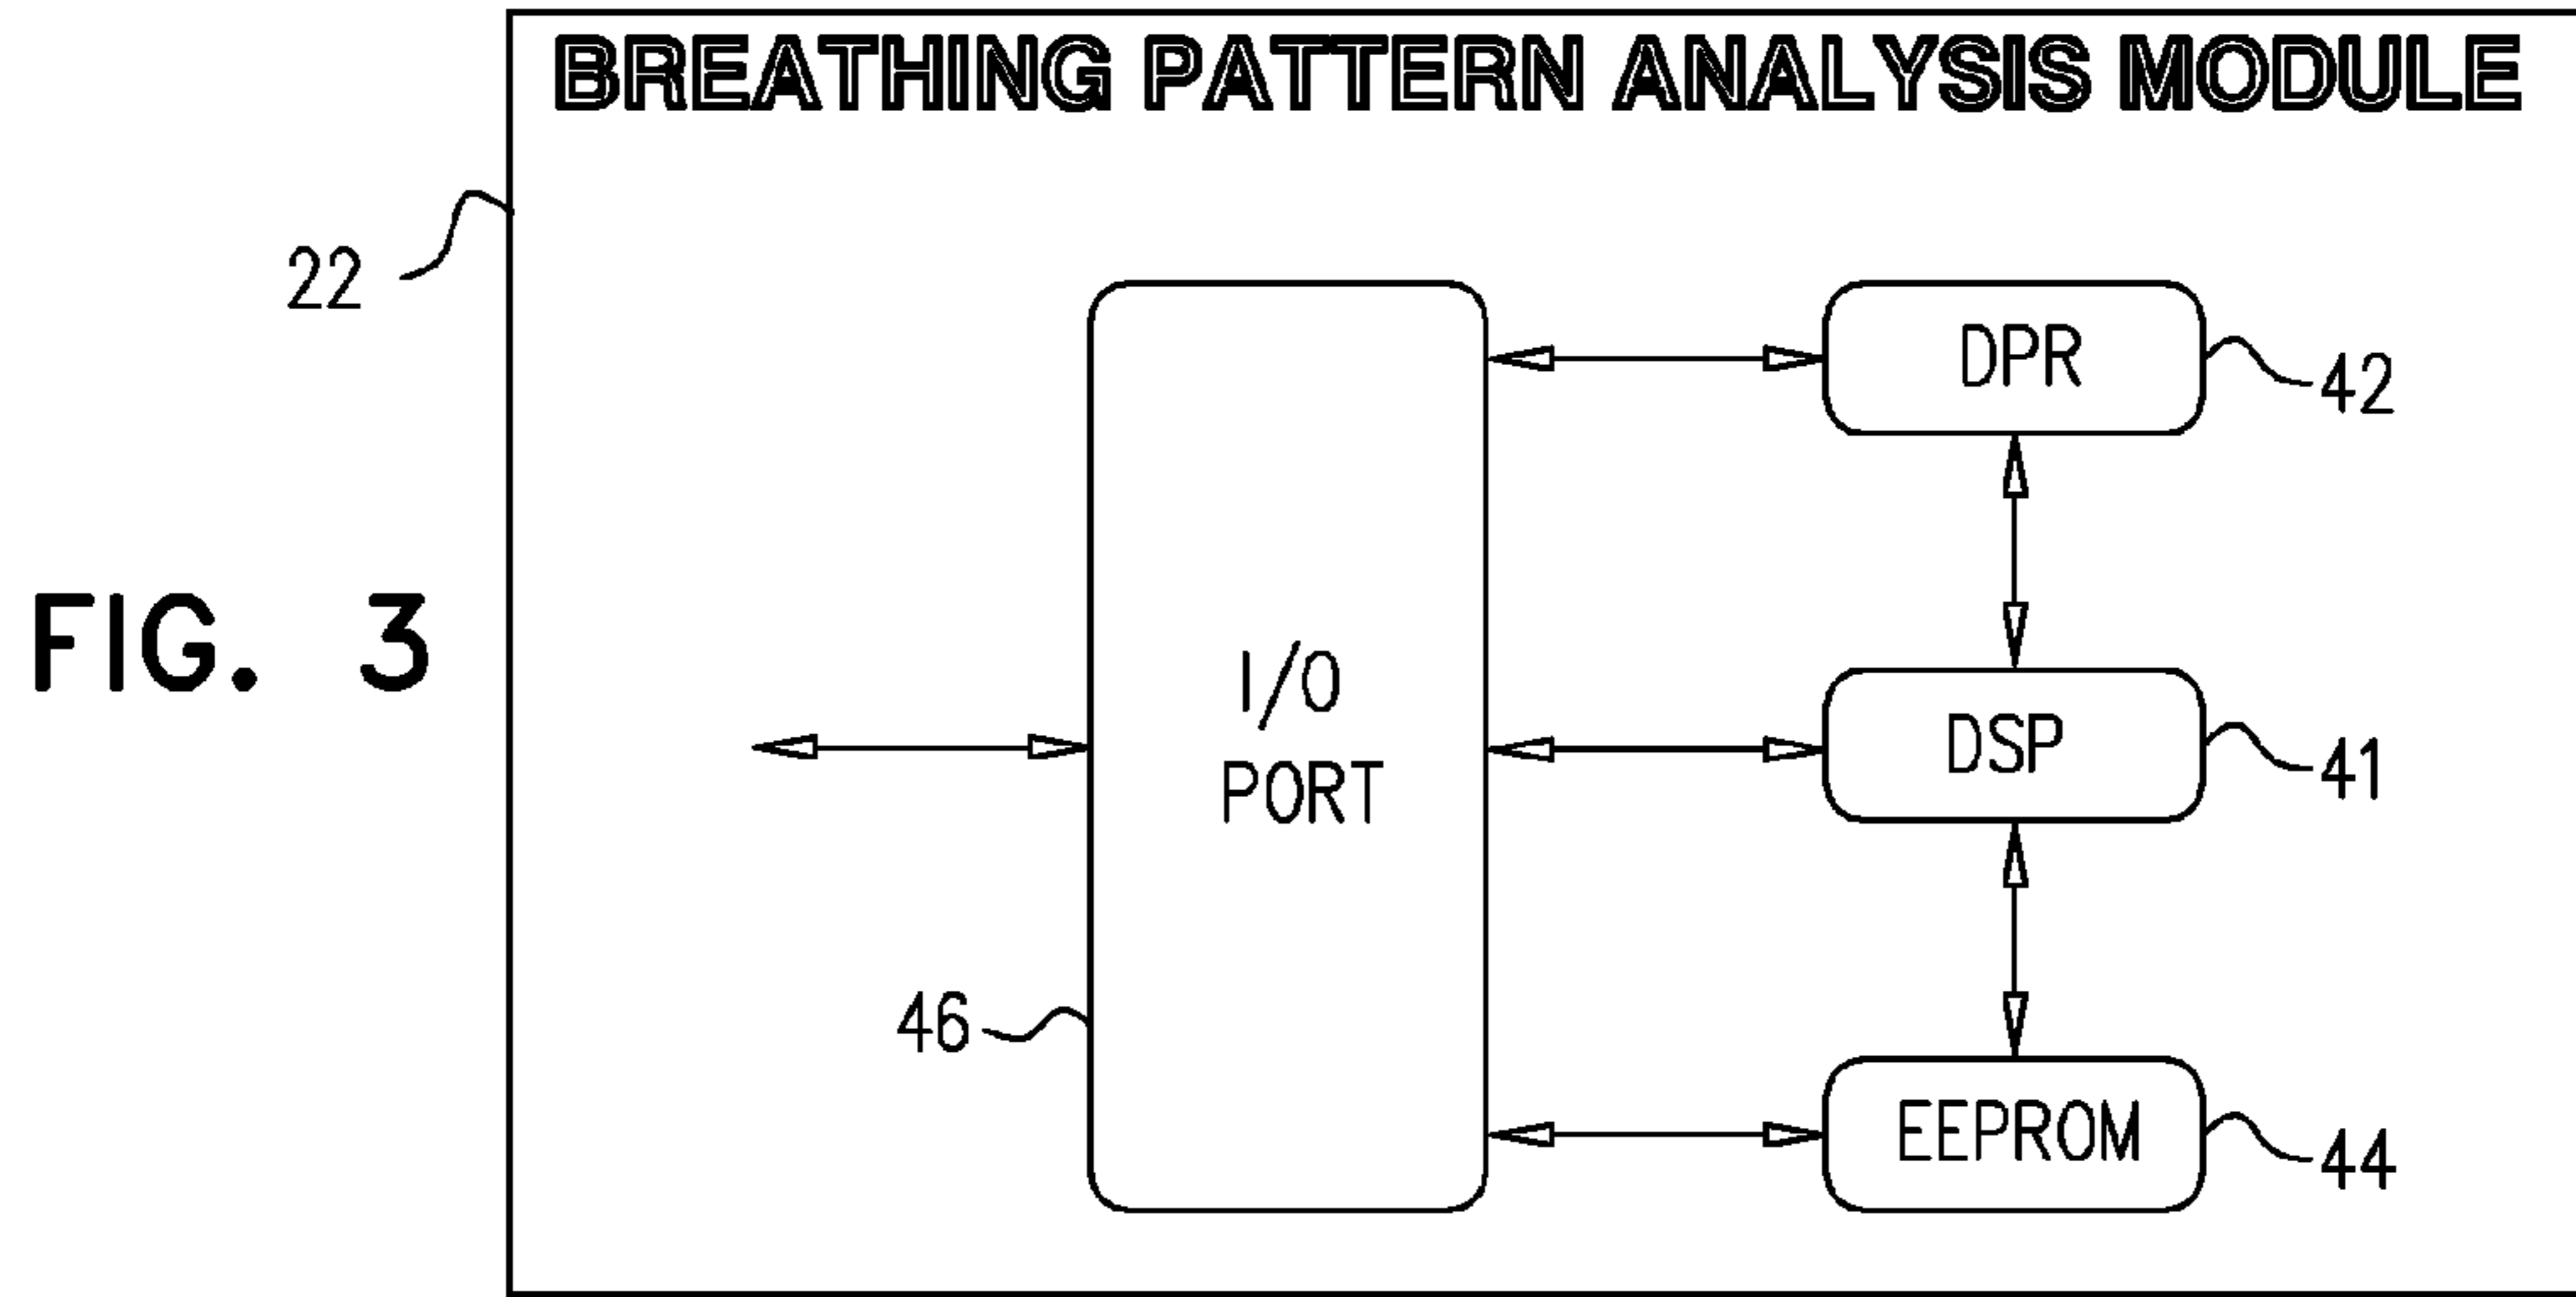 BREATHING PATTERN ANALYSIS MODULE
22
DPR
42
FIG. 3
I/O
PORT
DSP
41
46
EEPROM
44